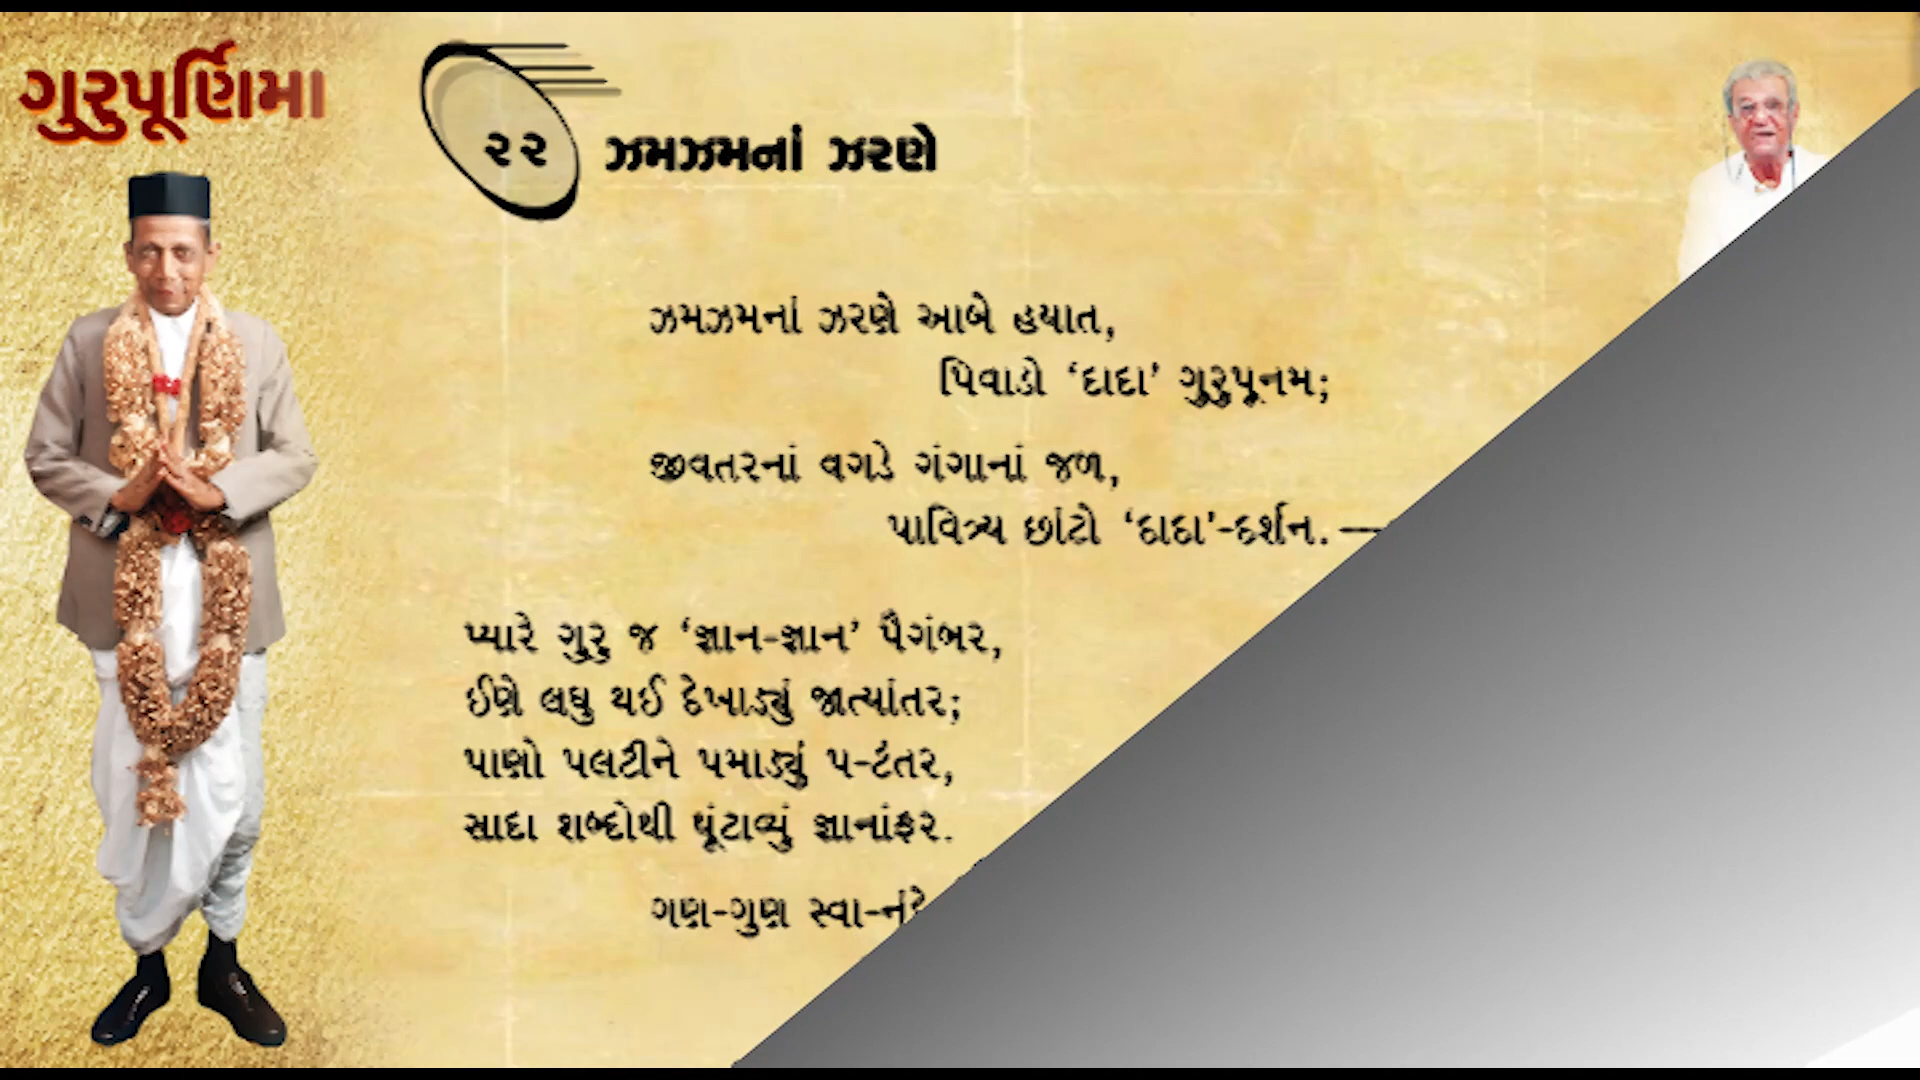 ગુરુપૂર્ણિમા
૨૨ ઝમઝમનાં ઝરણે
ઝમઝમનાં ઝરણે આબે હયાત,
પિવાડો ‘દાદા’ ગુરુપૂનમ;
જીવતરનાં વગડે ગંગાનાં જળ,
પાવિત્ર્ય છાંટો ‘દાદા’-દર્શન. —
પ્યારે ગુરુ જ ‘જ્ઞાન-જ્ઞાન’ પૈગંબર,
ઈણે લઘુ થઈ દેખાડ્યું જાત્યાંતર;
પાણો પલટીને પમાડ્યું પ-ટંતર,
સાદા શબ્દોથી ઘૂંટાવ્યું જ્ઞાનાંફર.
ગણ-ગુણ